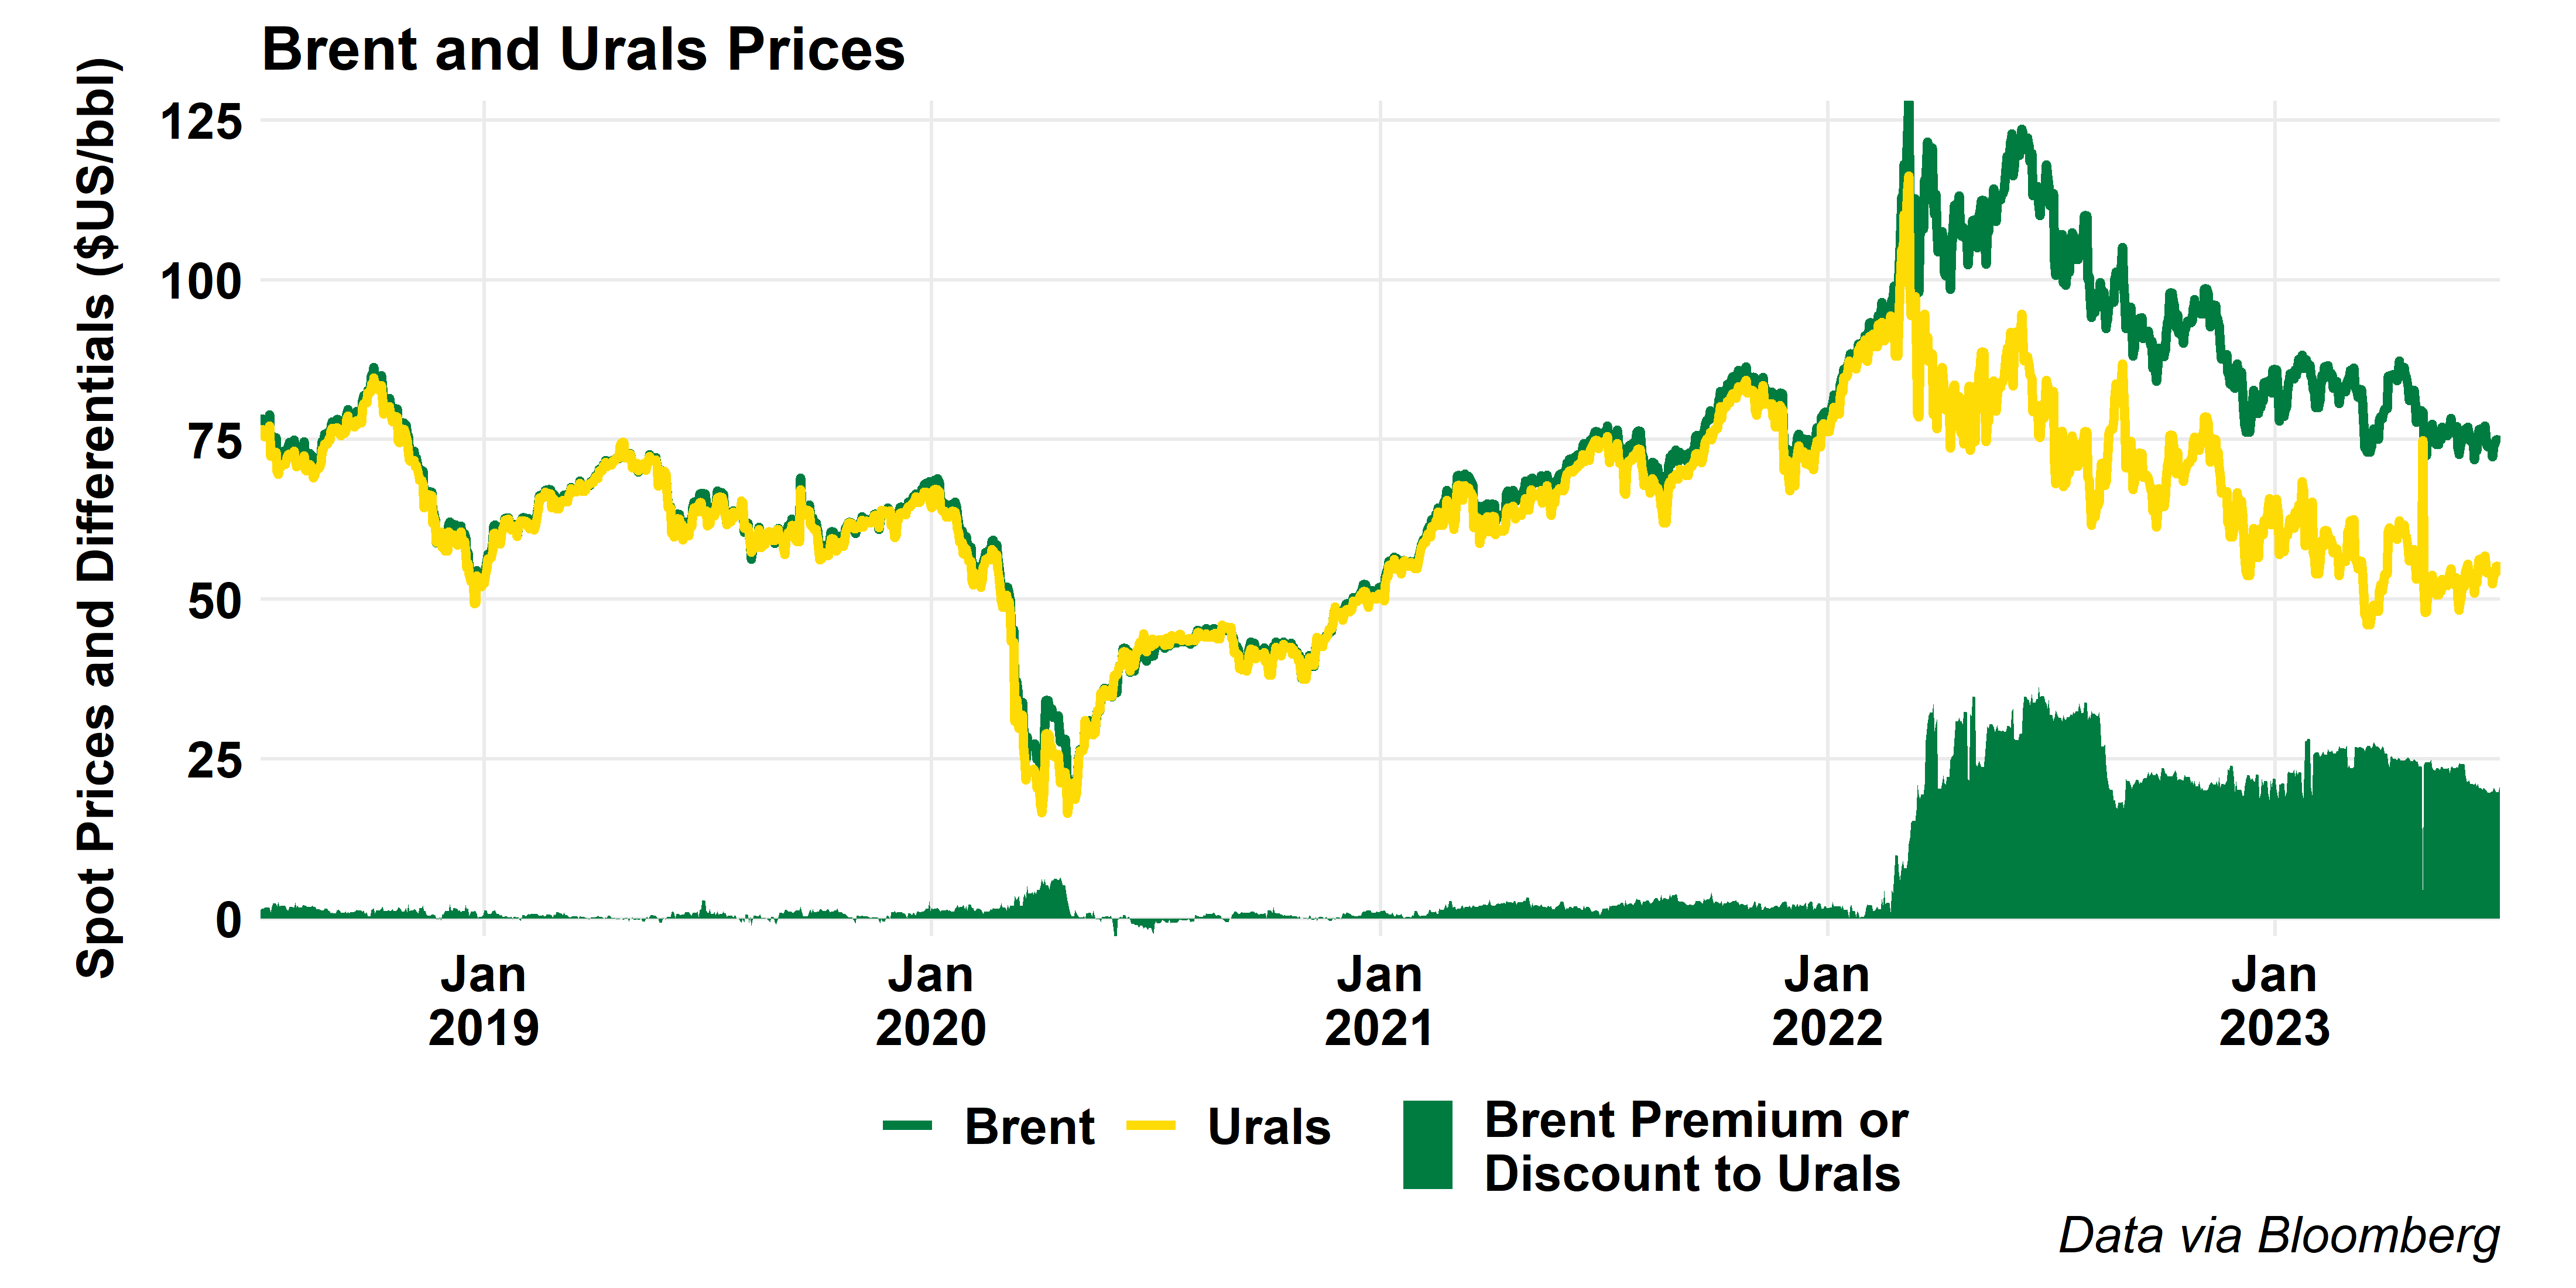 Brent and Urals Prices
Spot Prices and Differentials ($US/bbl)
125
100
75
50
25
0
Jan
2019
Jan
2020
Jan
2021
Jan
2022
Jan
2023
Brent
Urals
Brent Premium or
Discount to Urals
Data via Bloomberg